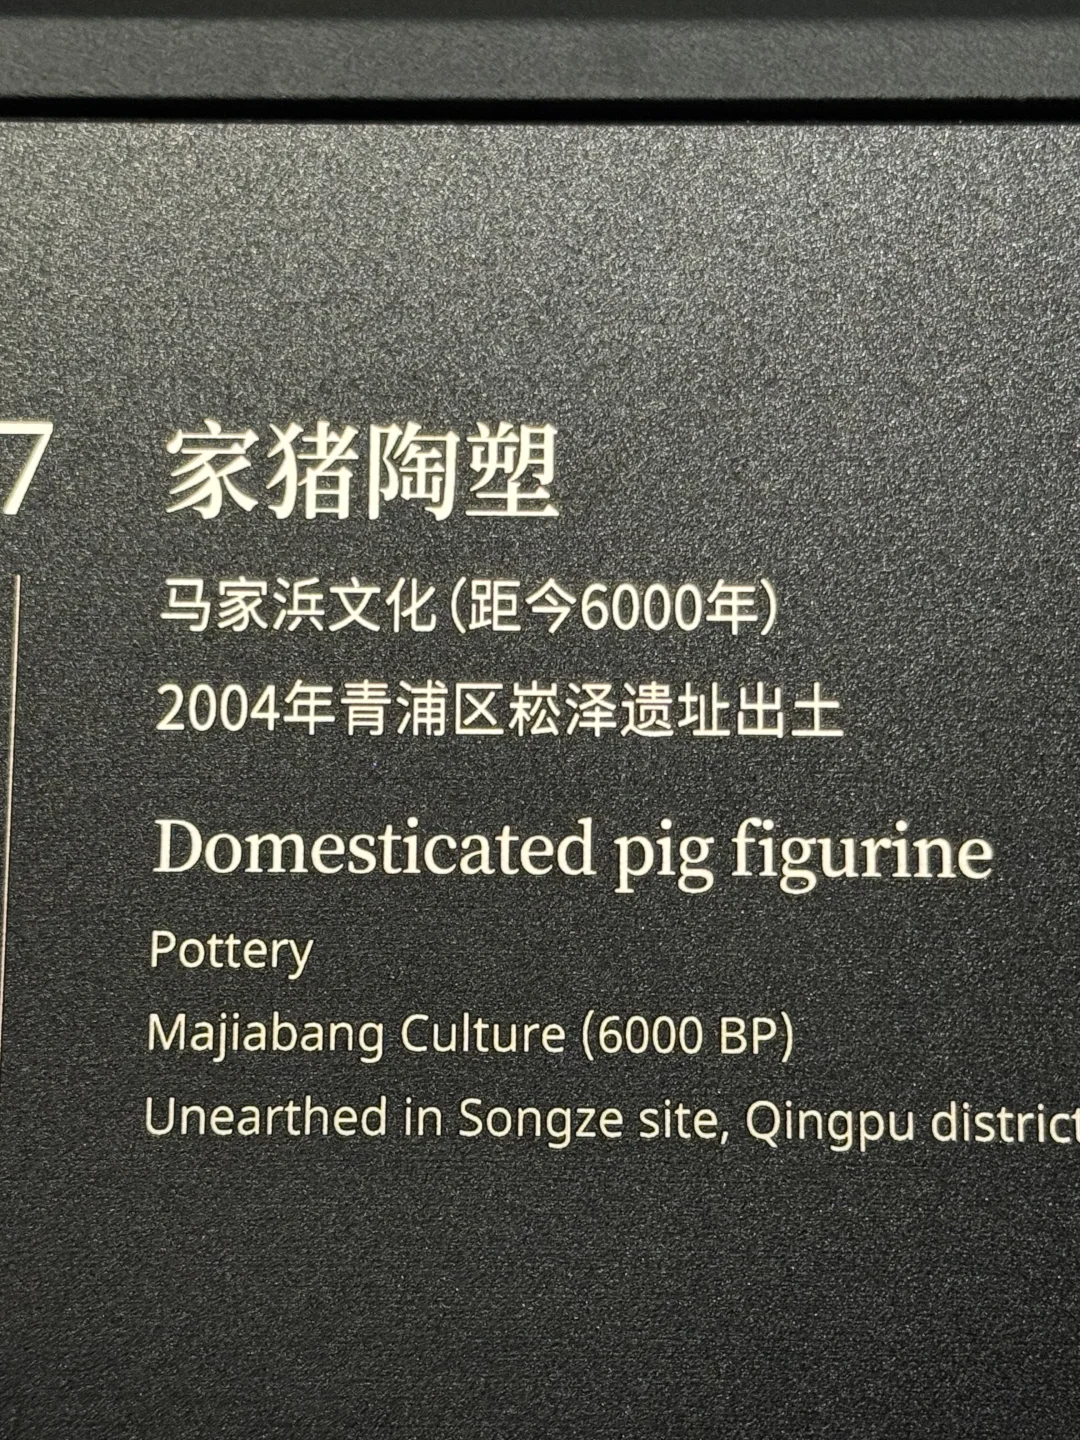 7 家猪陶塑
马家浜文化(距今6000年)
2004年青浦区崧泽遗址出土
Domesticated pig figurine
Pottery
Majiabang Culture (6000 BP)
Unearthed in Songze site, Qingpu district